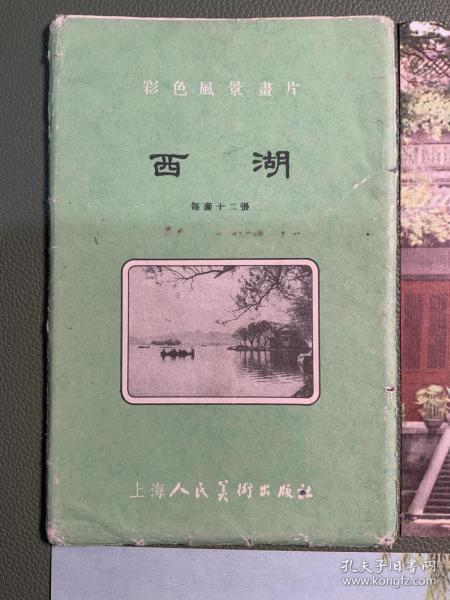 彩色風景畫片
西湖
每套十二張
上海人民美術出版社
孔夫子旧书网
www.kongfz.com